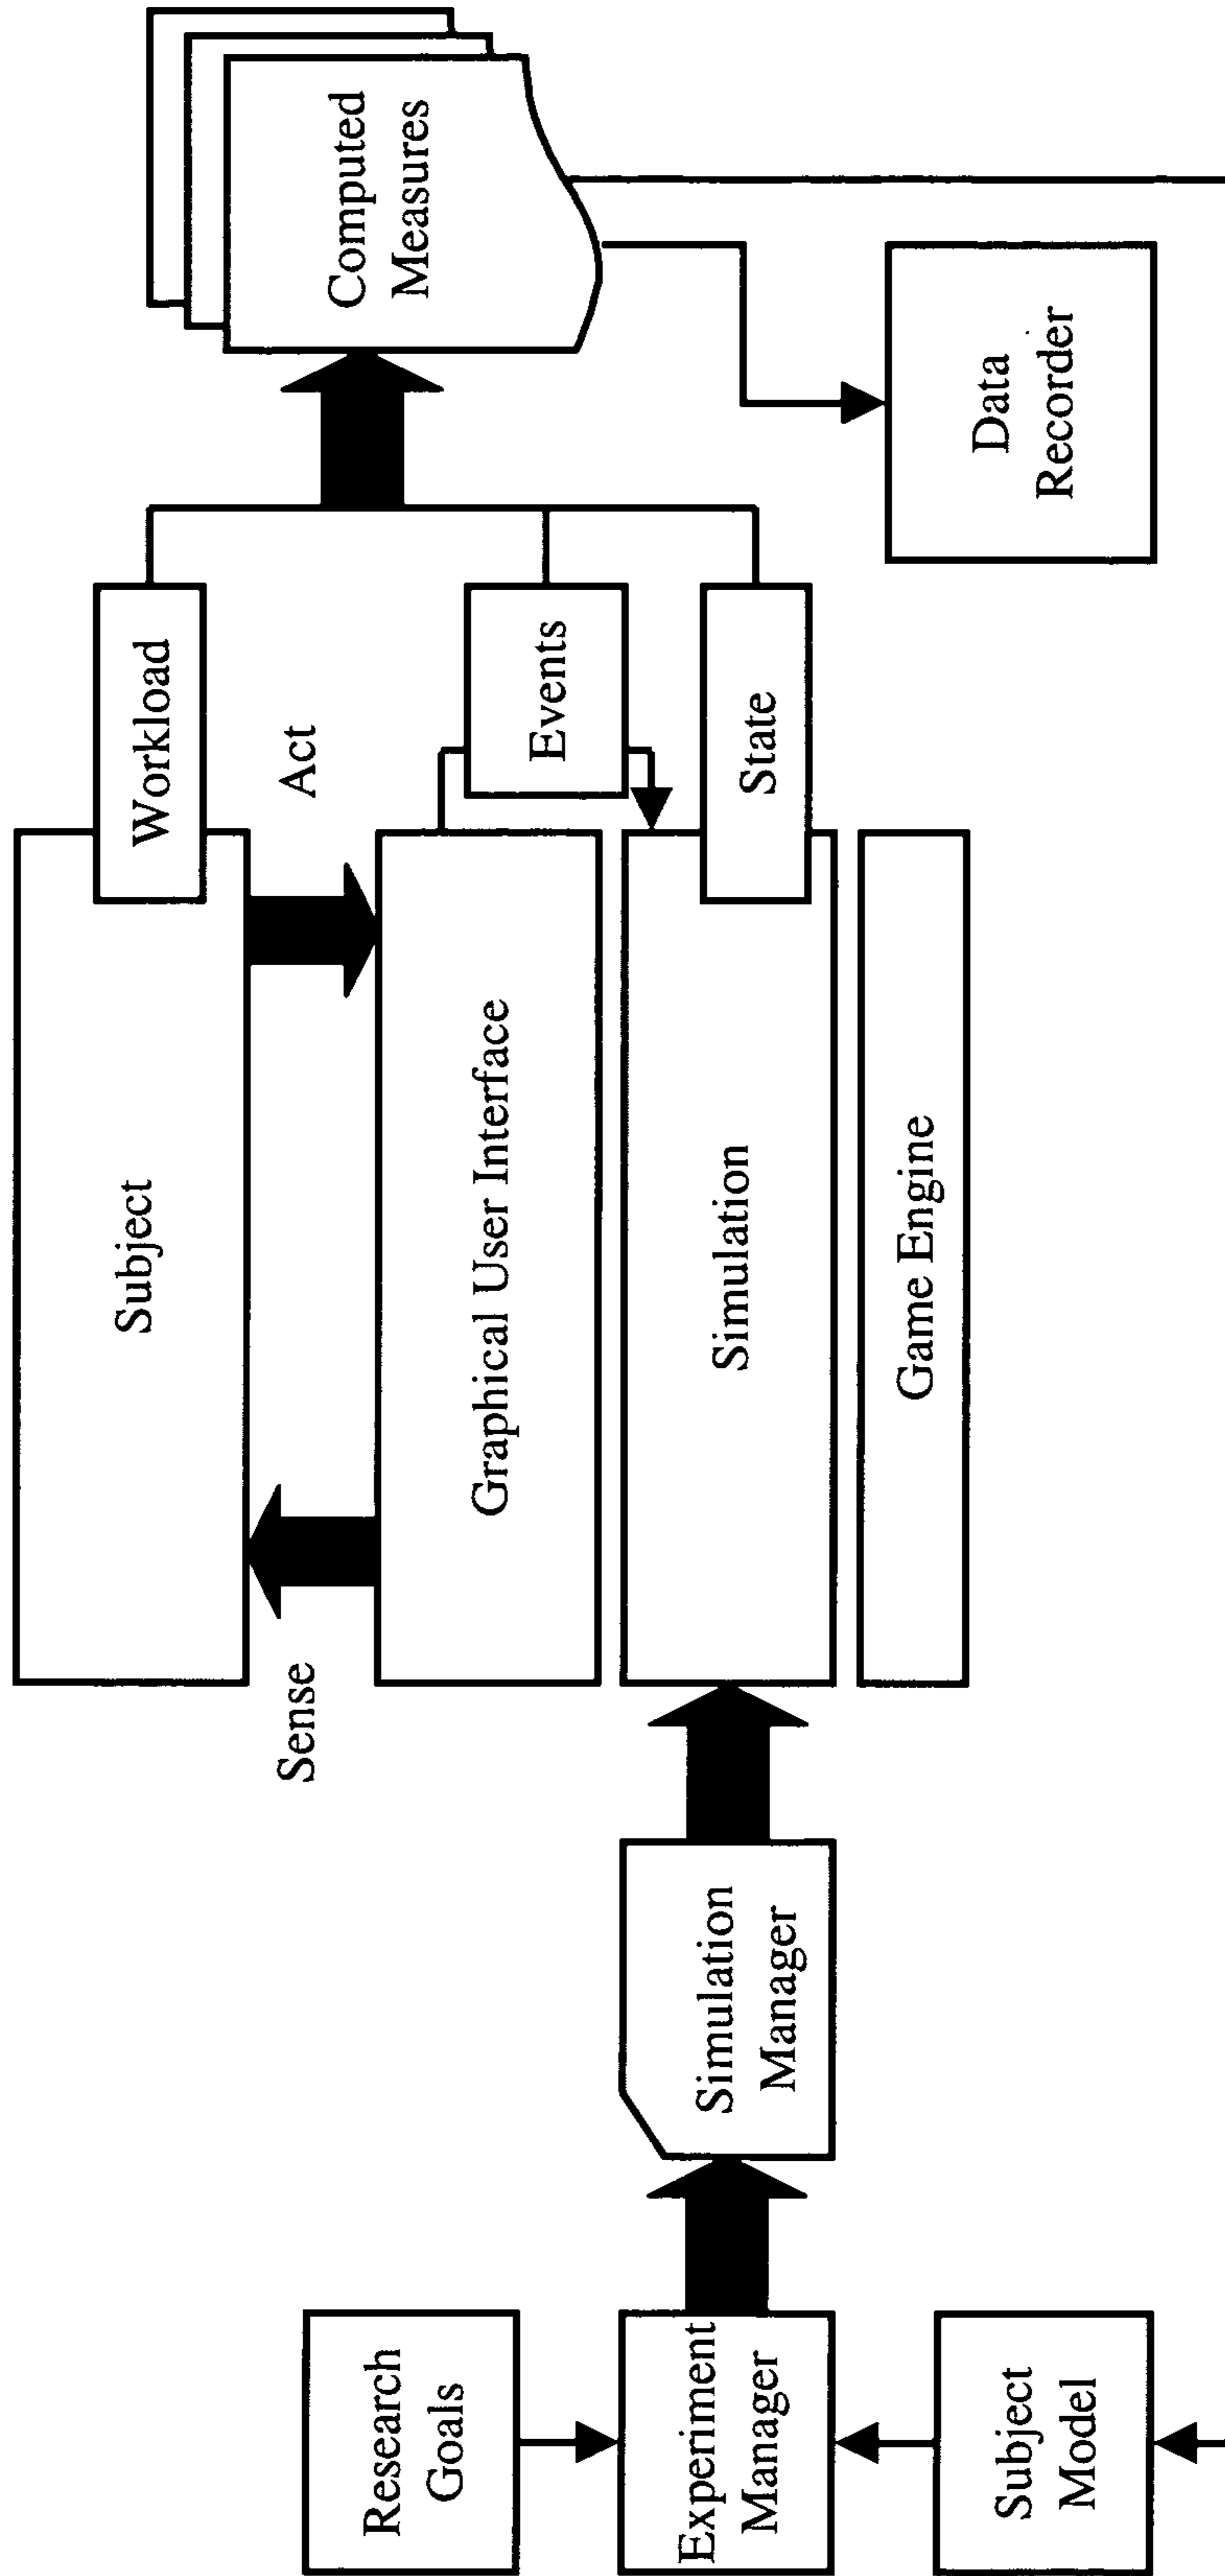 Research
Goals
Experiment
Manager
Subject
Model
Simulation
Manager
Sense
Subject
Graphical User Interface
Simulation
Game Engine
Act
Workload
Events
State
Computed
Measures
Data
Recorder